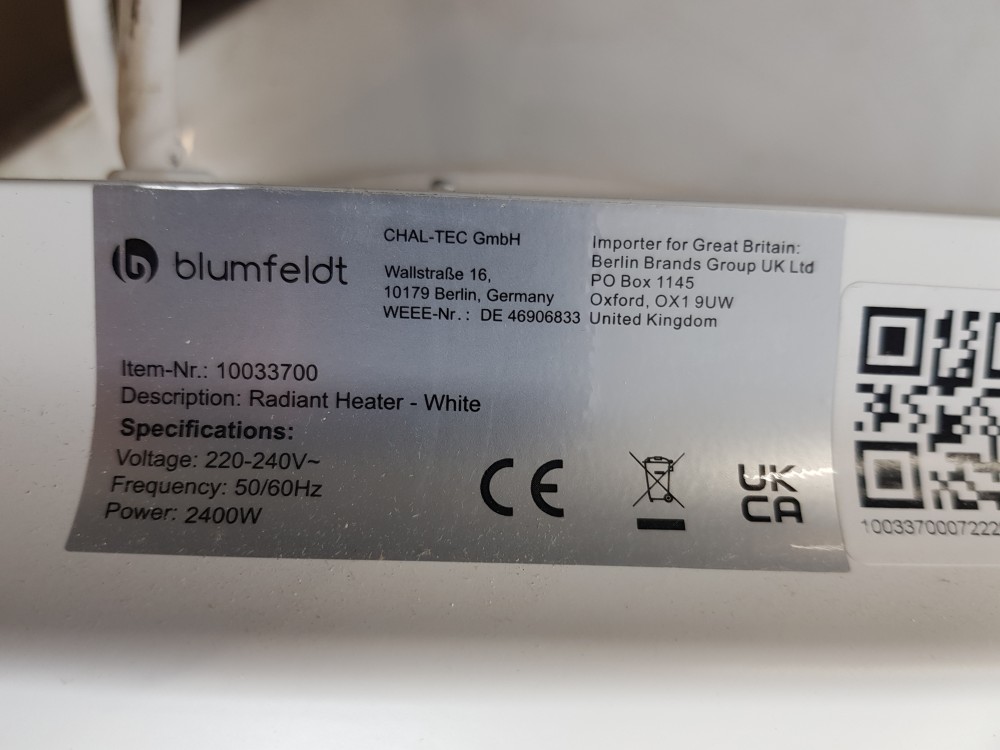 blumfeldt
CHAL-TEC GmbH
Wallstraße 16,
10179 Berlin, Germany
WEEE-Nr.: DE 46906833
Importer for Great Britain:
Berlin Brands Group UK Ltd
PO Box 1145
Oxford, OX1 9UW
United Kingdom
Item-Nr.: 10033700
Description: Radiant Heater - White
Specifications:
Voltage: 220-240V~
Frequency: 50/60Hz
Power: 2400W
CE
UK
CA
1003370007222